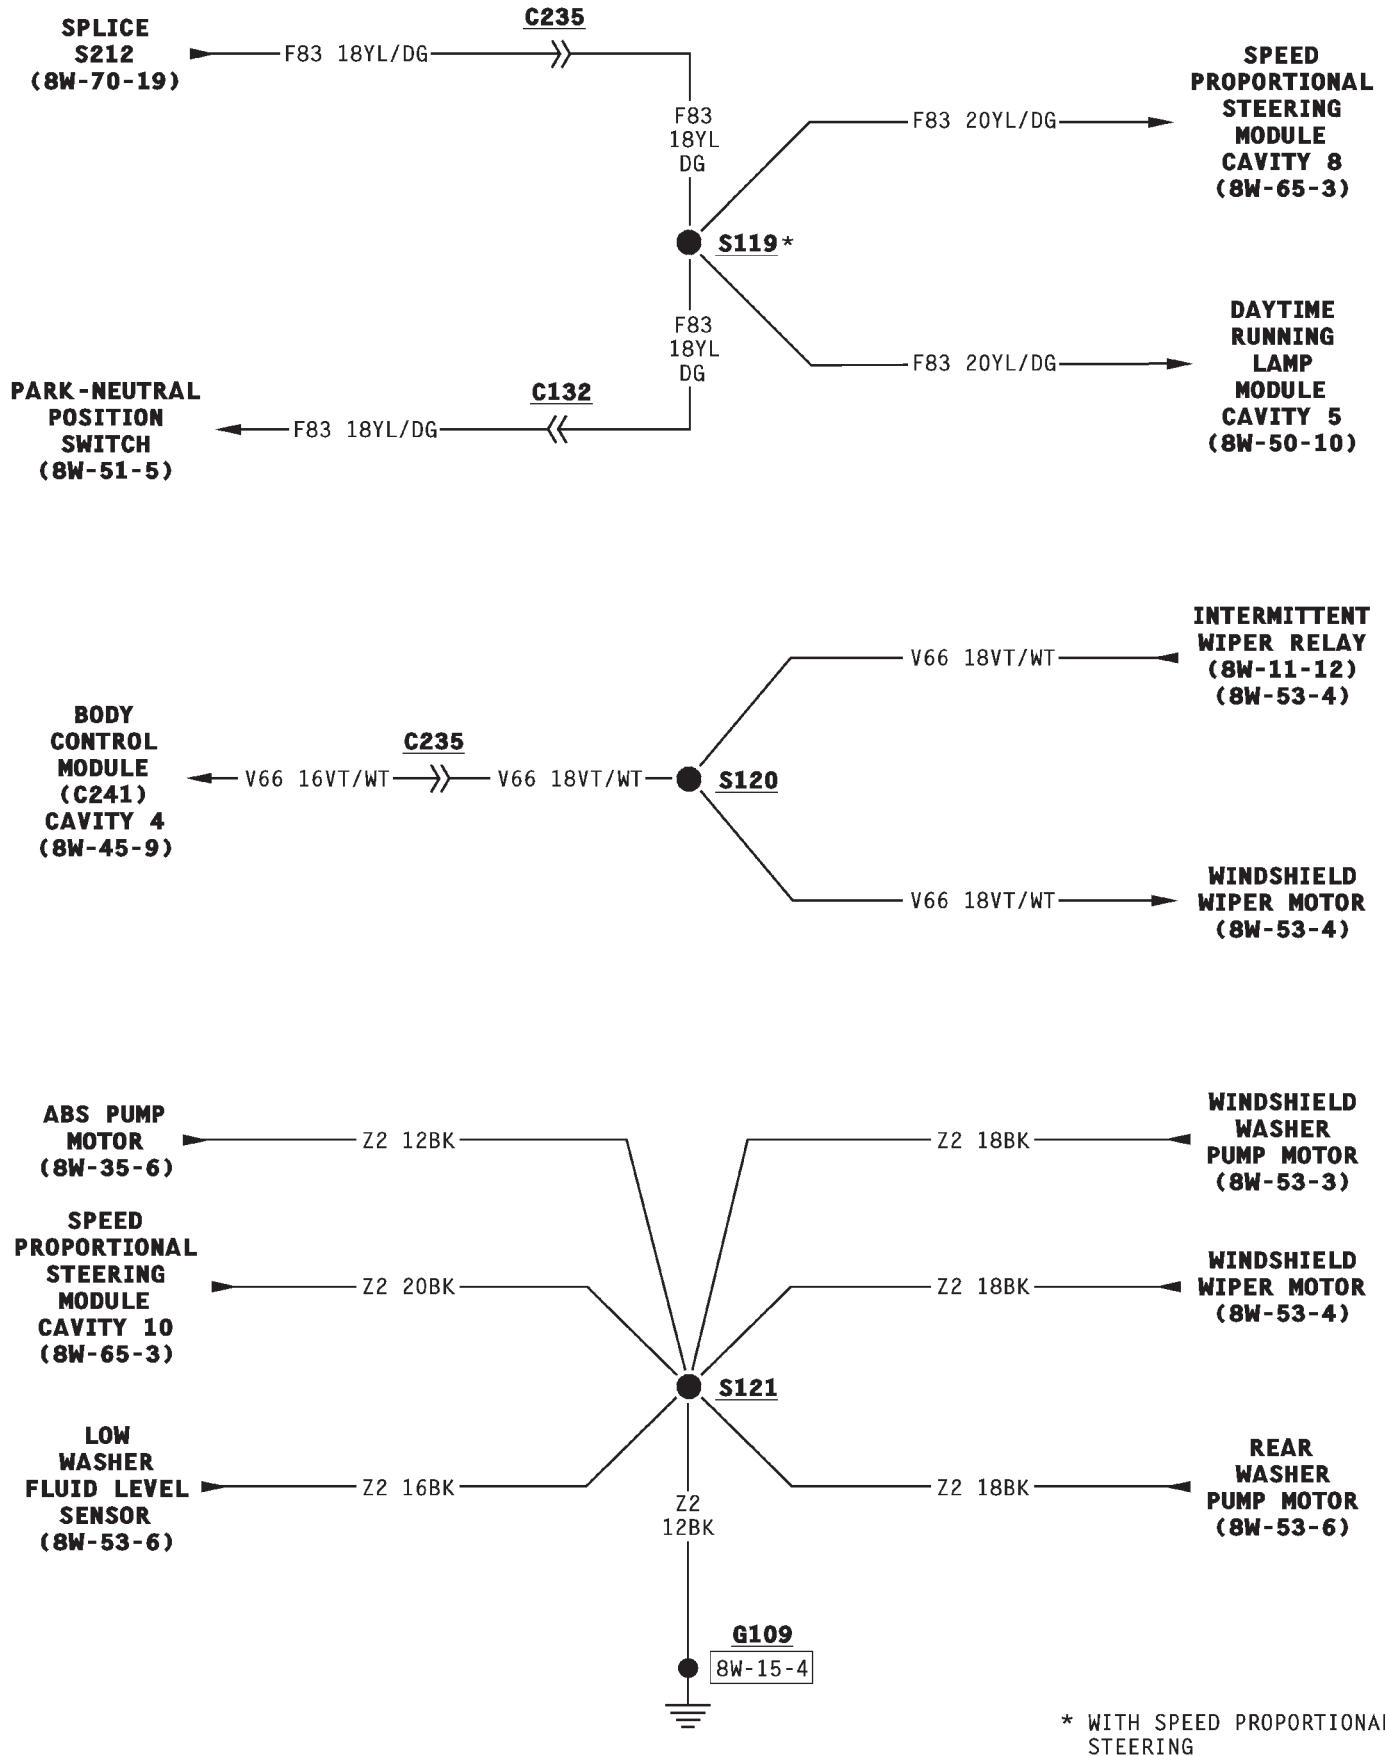 SPLICE
S212
(8W-70-19)
F83 18YL/DG
C235
F83
18YL
DG
F83 20YL/DG
SPEED
PROPORTIONAL
STEERING
MODULE
CAVITY 8
(8W-65-3)
S119*
F83
18YL
DG
F83 20YL/DG
DAYTIME
RUNNING
LAMP
MODULE
CAVITY 5
(8W-50-10)
PARK-NEUTRAL
POSITION
SWITCH
(8W-51-5)
F83 18YL/DG
C132
INTERMITTENT
WIPER RELAY
(8W-11-12)
(8W-53-4)
V66 18VT/WT
BODY
CONTROL
MODULE
(C241)
CAVITY 4
(8W-45-9)
V66 16VT/WT
C235
V66 18VT/WT
S120
V66 18VT/WT
WINDSHIELD
WIPER MOTOR
(8W-53-4)
ABS PUMP
MOTOR
(8W-35-6)
Z2 12BK
Z2 18BK
WINDSHIELD
WASHER
PUMP MOTOR
(8W-53-3)
SPEED
PROPORTIONAL
STEERING
MODULE
CAVITY 10
(8W-65-3)
Z2 20BK
Z2 18BK
WINDSHIELD
WIPER MOTOR
(8W-53-4)
S121
LOW
WASHER
FLUID LEVEL
SENSOR
(8W-53-6)
Z2 16BK
Z2
12BK
Z2 18BK
REAR
WASHER
PUMP MOTOR
(8W-53-6)
G109
8W-15-4
* WITH SPEED PROPORTIONAL
STEERING